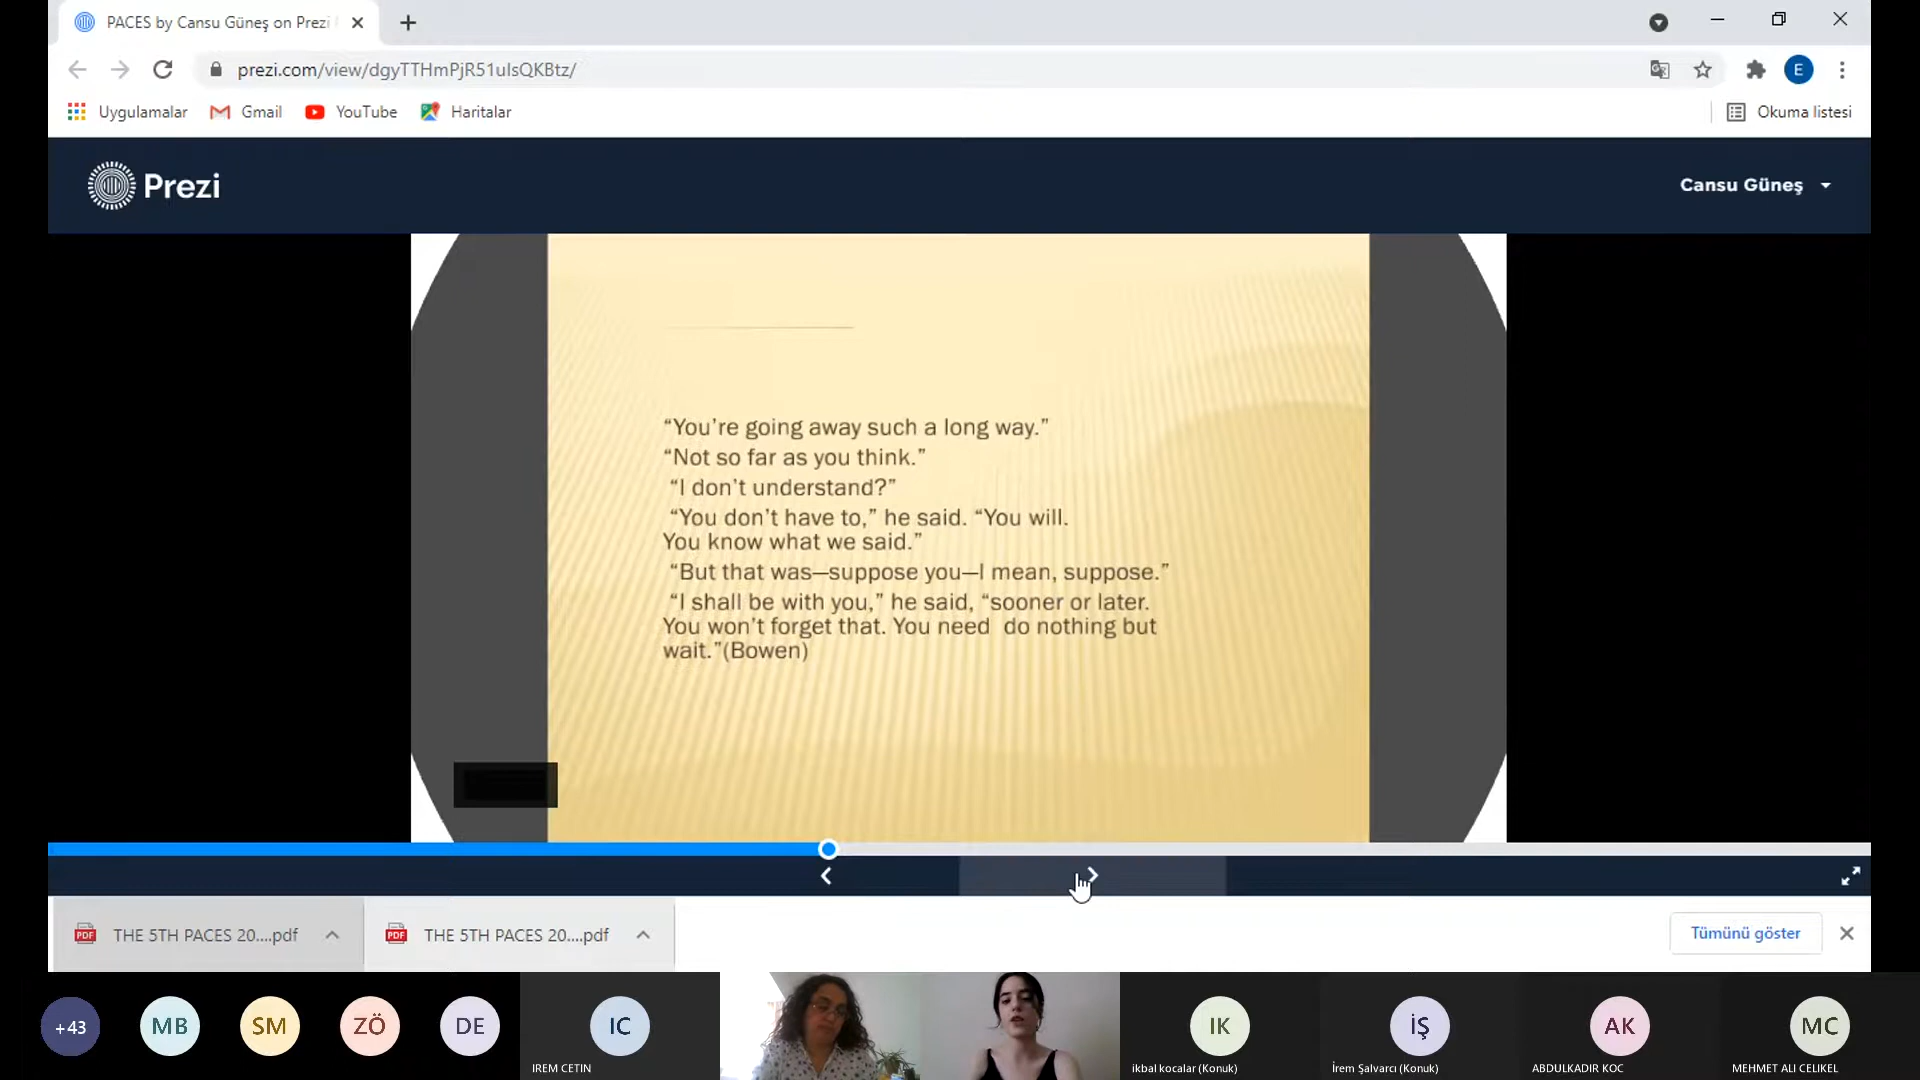 PACES by Cansu Güneş on Prezi
prezi.com/view/dgyTTHmPjR51uIsQKBtz/
E
Uygulamalar
Gmail
YouTube
Haritalar
Okuma listesi
Prezi
Cansu Güneş
“You’re going away such a long way.”
“Not so far as you think.”
“I don’t understand?”
“You don’t have to,” he said. “You will.
You know what we said.”
“But that was—suppose you—I mean, suppose.”
“I shall be with you,” he said, “sooner or later.
You won’t forget that. You need do nothing but
wait.”(Bowen)
PDF
THE 5TH PACES 20....pdf
PDF
THE 5TH PACES 20....pdf
Tümünü göster
+43
MB
SM
ZÖ
DE
IC
IREM CETIN
IK
ikbal kocalar (Konuk)
İŞ
İrem Şalvarcı (Konuk)
AK
ABDULKADIR KOC
MC
MEHMET ALI CELIKEL